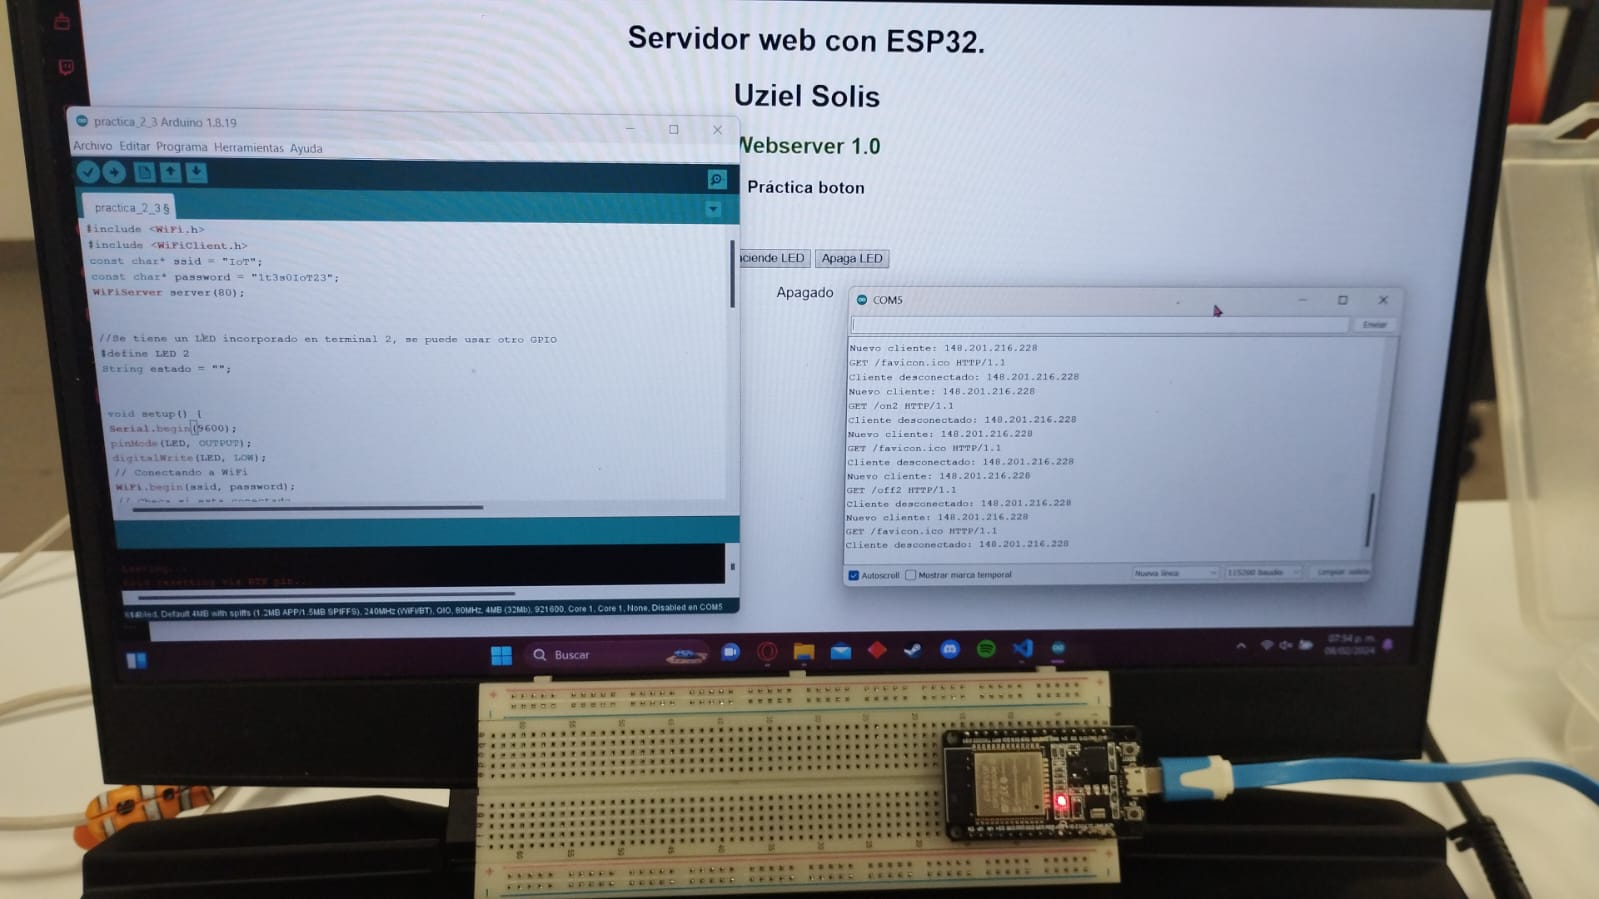 Servidor web con ESP32.
Uziel Solis
Webserver 1.0
Práctica boton
ciende LED
Apaga LED
Apagado
practica_2_3 Arduino 1.8.19
Archivo Editar Programa Herramientas Ayuda
practica_2_3 §
#include <WiFi.h>
#include <WiFiClient.h>
const char* ssid = "IoT";
const char* password = "1t3s0IoT23";
WiFiServer server(80);
//Se tiene un LED incorporado en terminal 2, se puede usar otro GPIO
#define LED 2
String estado = "";
void setup() {
Serial.begin(9600);
pinMode(LED, OUTPUT);
digitalWrite(LED, LOW);
// Conectando a WiFi
WiFi.begin(ssid, password);
Leaving...
Hard resetting via RTS pin...
Default 4MB with spiffs (1.2MB APP/1.5MB SPIFFS), 240MHz (WiFi/BT), QIO, 80MHz, 4MB (32Mb), 921600, Core 1, Core 1, None, Disabled en COM5
COM5
Enviar
Nuevo cliente: 148.201.216.228
GET /favicon.ico HTTP/1.1
Cliente desconectado: 148.201.216.228
Nuevo cliente: 148.201.216.228
GET /on2 HTTP/1.1
Cliente desconectado: 148.201.216.228
Nuevo cliente: 148.201.216.228
GET /favicon.ico HTTP/1.1
Cliente desconectado: 148.201.216.228
Nuevo cliente: 148.201.216.228
GET /off2 HTTP/1.1
Cliente desconectado: 148.201.216.228
Nuevo cliente: 148.201.216.228
GET /favicon.ico HTTP/1.1
Cliente desconectado: 148.201.216.228
Autoscroll Mostrar marca temporal
Nueva línea
115200 baudio
Limpiar salida
Buscar
07:54 p. m.
08/02/2024